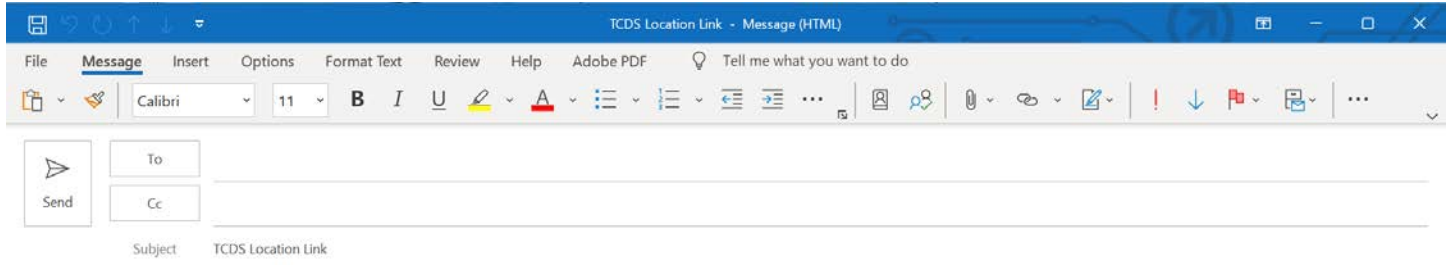 TCDS Location Link - Message (HTML)
File Message Insert Options Format Text Review Help Adobe PDF Tell me what you want to do
Calibri 11 B I U A
To
Send Cc
Subject TCDS Location Link